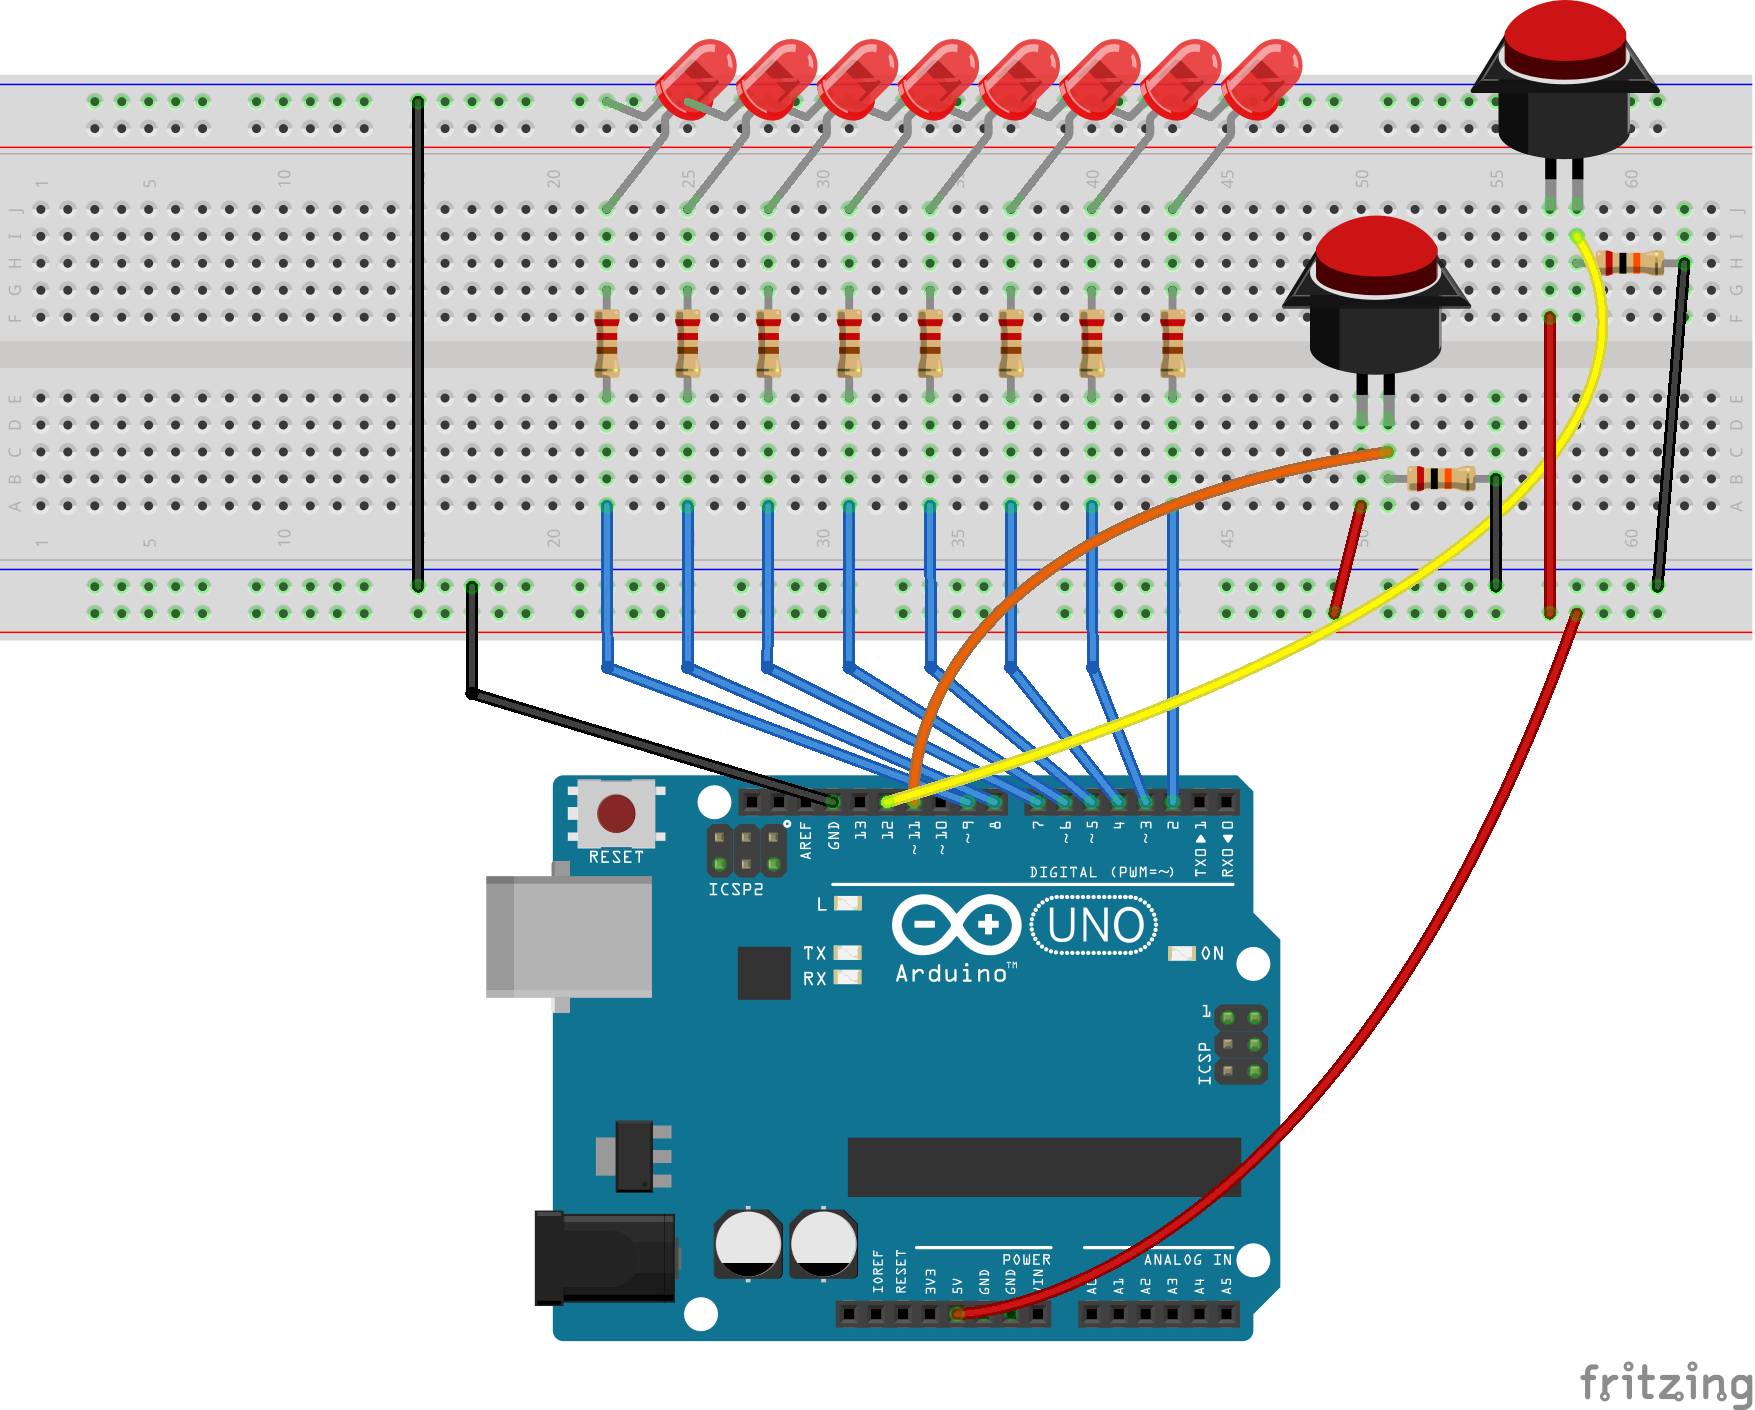 1 5 10 20 25 30 35 40 45 50 55 60
J J
I I
H H
G G
F F
E E
D D
C C
B B
A A
1 5 10 20 30 35 45 50 60
RESET
ICSP2
AREF
GND
13
12
~11
~10
~9
8
7
~6
~5
4
~3
2
TX0▶1
RX0◀0
DIGITAL (PWM=~)
L
TX
RX
Arduino™
UNO
ON
1
ICSP
POWER
ANALOG IN
IOREF
RESET
3V3
5V
GND
GND
VIN
A0
A1
A2
A3
A4
A5
fritzing